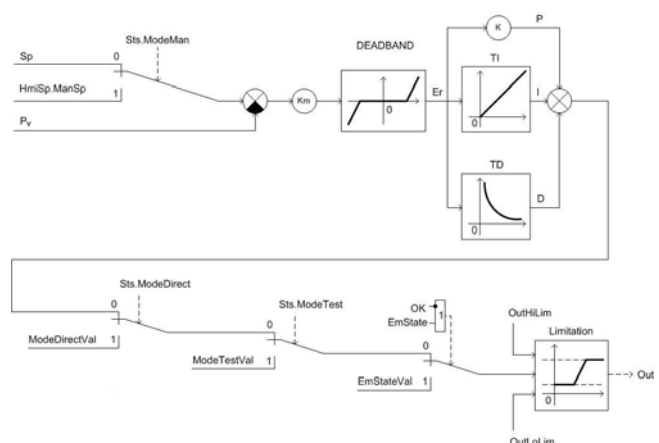 Sts.ModeMan
Sp
0
HmiSp.ManSp
1
Pv
Km
DEADBAND
0
Er
K
P
TI
0
I
TD
0
D
Sts.ModeDirect
0
ModeDirectVal
1
Sts.ModeTest
0
ModeTestVal
1
OK
EmState
1
0
EmStateVal
1
OutHiLim
Limitation
0
Out
OutLoLim